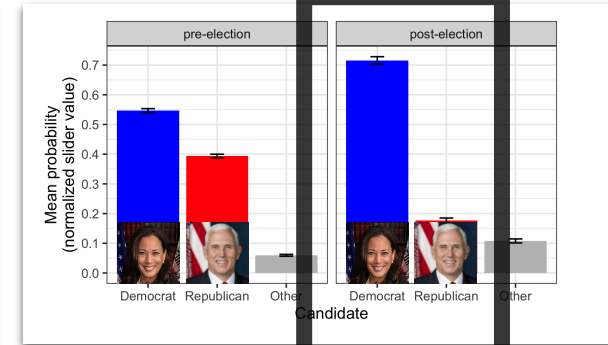 pre-election
post-election
Mean probability
(normalized slider value)
0.7
0.6
0.5
0.4
0.3
0.2
0.1
0.0
Democrat Republican Other
Democrat Republican Other
Candidate